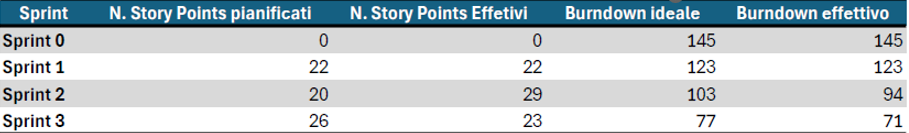 Sprint N. Story Points pianificati N. Story Points Effetivi Burndown ideale Burndown effettivo
Sprint 0 0 0 145 145
Sprint 1 22 22 123 123
Sprint 2 20 29 103 94
Sprint 3 26 23 77 71